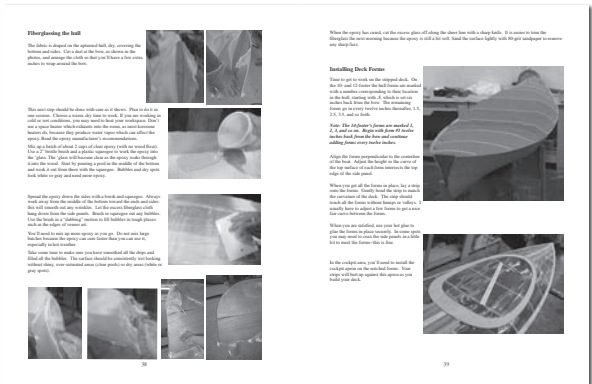 Fiberglassing the hull
The fabric is draped on the upturned hull, dry, covering the
bottom and sides. Cut a dart at the bow, as shown in the
photos, and arrange the cloth so that you'll have a few extra
inches to wrap around the bow.
This next step should be done with care as it shows. Plan to do it in
one session. Choose a warm, dry time to work. If you are working in
cold or wet conditions, you may need to heat your workspace. Don't
use a space heater which exhausts into the room, as most kerosene
heaters do, because they produce water vapor which can affect the
epoxy. Read the epoxy manufacturer's recommendations.
Mix up a batch of about 2 cups of clear epoxy (with no wood flour).
Use a 2" bristle brush and a plastic squeegee to work the epoxy into
the 'glass. The 'glass will become clear as the epoxy soaks through
it into the wood. Start by pouring a pool in the middle of the bottom
and work it out from there with the squeegee. Bubbles and dry spots
look white or gray and need more epoxy.
Spread the epoxy down the sides with a brush and squeegee. Always
work away from the middle of the bottom toward the ends and sides;
this will smooth out any wrinkles. Let the excess fiberglass cloth
hang down from the side panels. Brush or squeegee out any bubbles.
Use the brush in a "dabbing" motion to fill bubbles in tough places
such as the edges of seams.
You'll need to mix up more epoxy as you go. Do not mix large
batches because the epoxy can cure faster than you can use it,
especially in hot weather.
Take some time to make sure you have smoothed all the drips and
filled all the bubbles. The surface should be consistently wet looking
without shiny, over-saturated areas (clear pools) or dry areas (white or
gray spots).
38
When the epoxy has cured, cut the excess glass off along the sheer line with a sharp knife. It is easier to trim the
fiberglass the next morning because the epoxy is still a bit soft. Sand the surface lightly with 80-grit sandpaper to remove
any sharp
Installing Deck Forms
Time to get to work on the stripped deck. On
the 10- and 12-footer the hull forms are marked
with a number corresponding to their location
in the hull, starting with which is set six
inches back from the bow. The remaining
forms go in every twelve inches thereafter, 1.5,
2.5, 3.5, and so forth.
Note: The 14-footer's forms are marked 1,
2, 3, and so on. Begin with form #1 twelve
inches back from the bow and continue
adding forms every twelve inches.
Align the forms perpendicular to the centerline
of the boat. Adjust the height or the curve of
the top surface of each form intersects the top
edge of the side panel.
When you get all the forms in place, lay a strip
onto the forms. Gently bend the strip to match
the curvature of the deck. The strip should
touch all the forms without humps or valleys. I
usually have to adjust a few forms to get a nice
fair curve between the forms.
When you are satisfied, use your hot glue to
glue the forms in place securely. In some spots
you may need to coax the side panels in a little
bit to meet the forms--this is fine.
In the cockpit area, you'll need to install the
cockpit apron on the notched forms. Your
strips will butt up against this apron as you
build your deck.
39